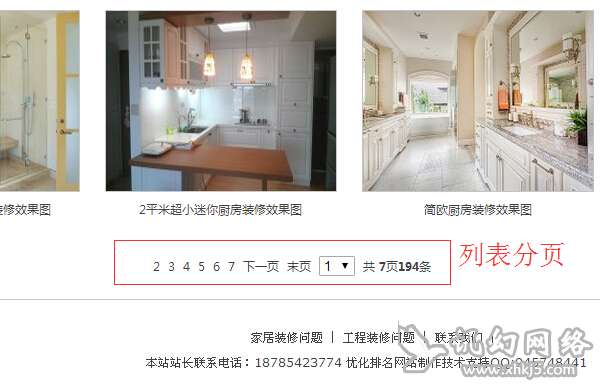 装修效果图
2平米超小迷你厨房装修效果图
简欧厨房装修效果图
2 3 4 5 6 7 下一页 末页 1 共 7页194条
列表分页
家居装修问题 | 工程装修问题 | 联系我们 |
本站站长联系电话：18785423774 优化排名网站制作技术支持QQ:945748441
机幻网络
www.xhkj5.com